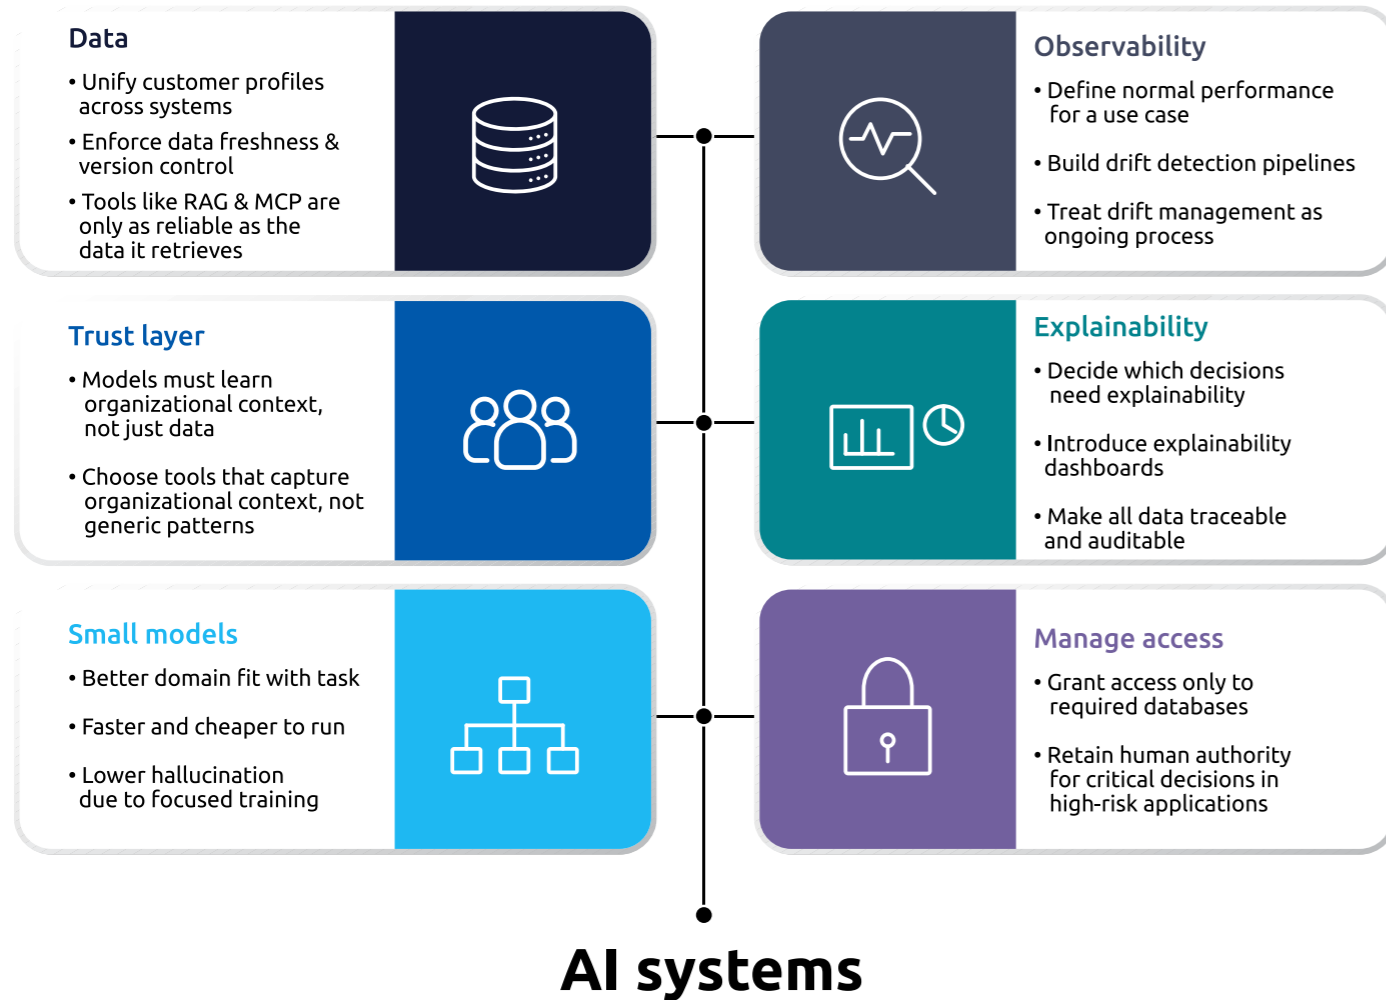 Data
• Unify customer profiles
across systems
• Enforce data freshness &
version control
• Tools like RAG & MCP are
only as reliable as the
data it retrieves
Observability
• Define normal performance
for a use case
• Build drift detection pipelines
• Treat drift management as
ongoing process
Trust layer
• Models must learn
organizational context,
not just data
• Choose tools that capture
organizational context, not
generic patterns
Explainability
• Decide which decisions
need explainability
• Introduce explainability
dashboards
• Make all data traceable
and auditable
Small models
• Better domain fit with task
• Faster and cheaper to run
• Lower hallucination
due to focused training
Manage access
• Grant access only to
required databases
• Retain human authority
for critical decisions in
high-risk applications
AI systems